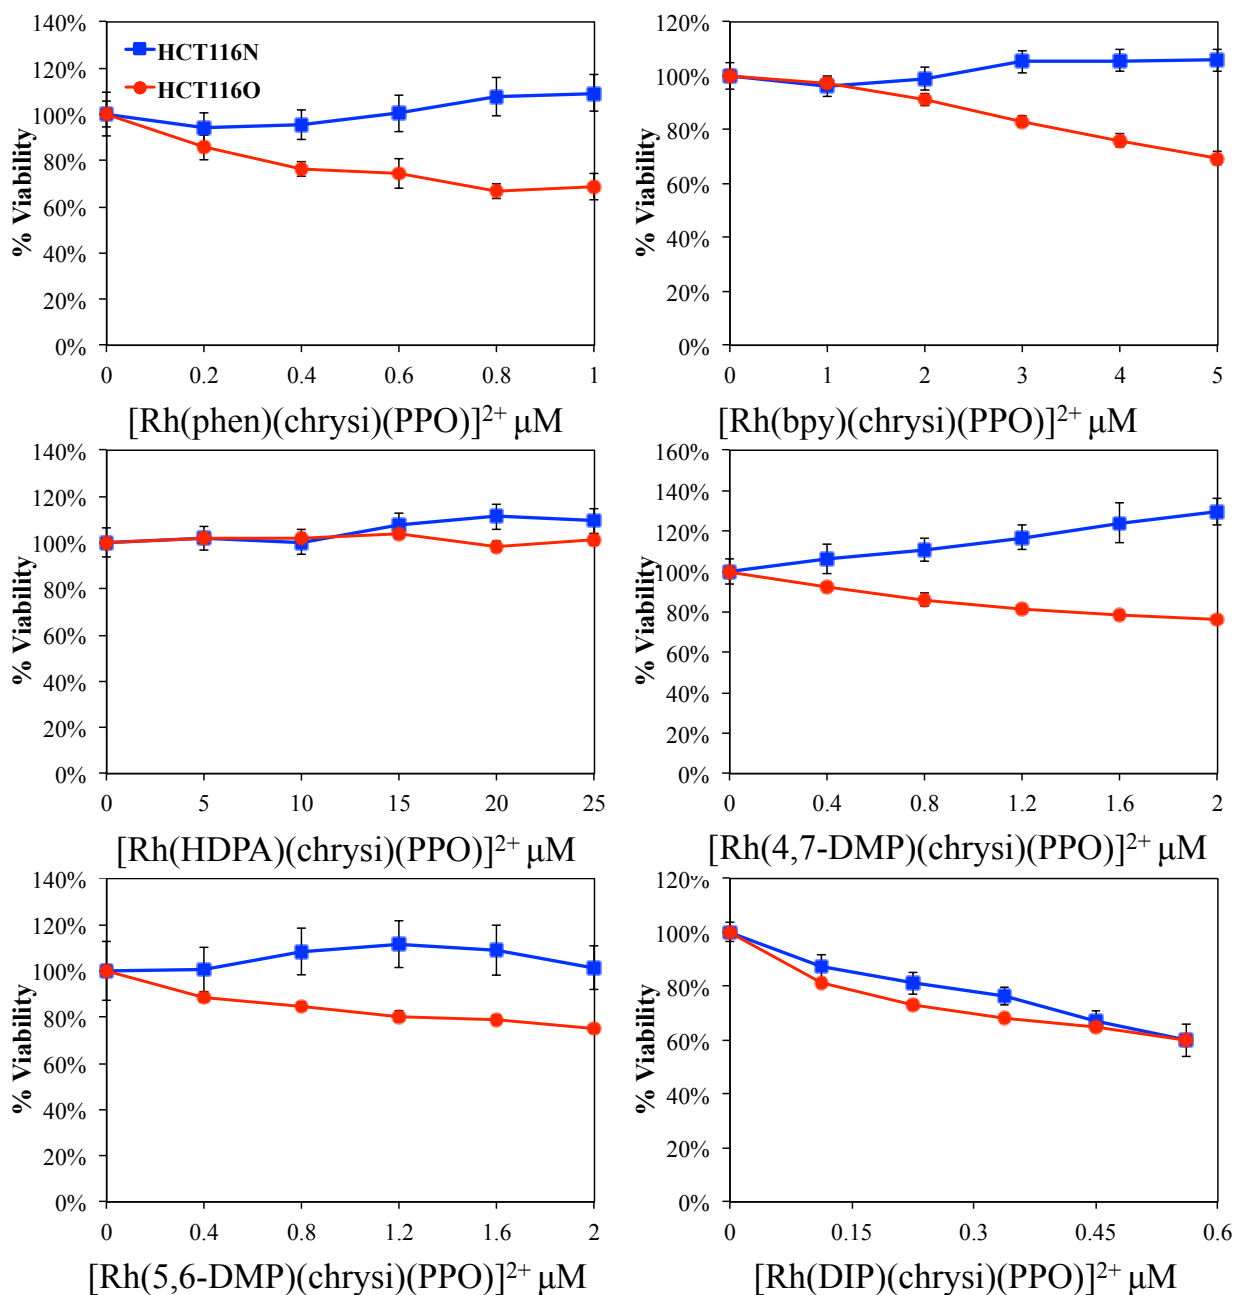 140%
120%
100%
80%
60%
40%
20%
0%
% Viability
HCT116N
HCT116O
0 0.2 0.4 0.6 0.8 1
[Rh(phen)(chrysi)(PPO)]²⁺ μM
120%
100%
80%
60%
40%
20%
0%
% Viability
0 1 2 3 4 5
[Rh(bpy)(chrysi)(PPO)]²⁺ μM
140%
120%
100%
80%
60%
40%
20%
0%
% Viability
0 5 10 15 20 25
[Rh(HDPA)(chrysi)(PPO)]²⁺ μM
160%
140%
120%
100%
80%
60%
40%
20%
0%
% Viability
0 0.4 0.8 1.2 1.6 2
[Rh(4,7-DMP)(chrysi)(PPO)]²⁺ μM
140%
120%
100%
80%
60%
40%
20%
0%
% Viability
0 0.4 0.8 1.2 1.6 2
[Rh(5,6-DMP)(chrysi)(PPO)]²⁺ μM
120%
100%
80%
60%
40%
20%
0%
% Viability
0 0.15 0.3 0.45 0.6
[Rh(DIP)(chrysi)(PPO)]²⁺ μM